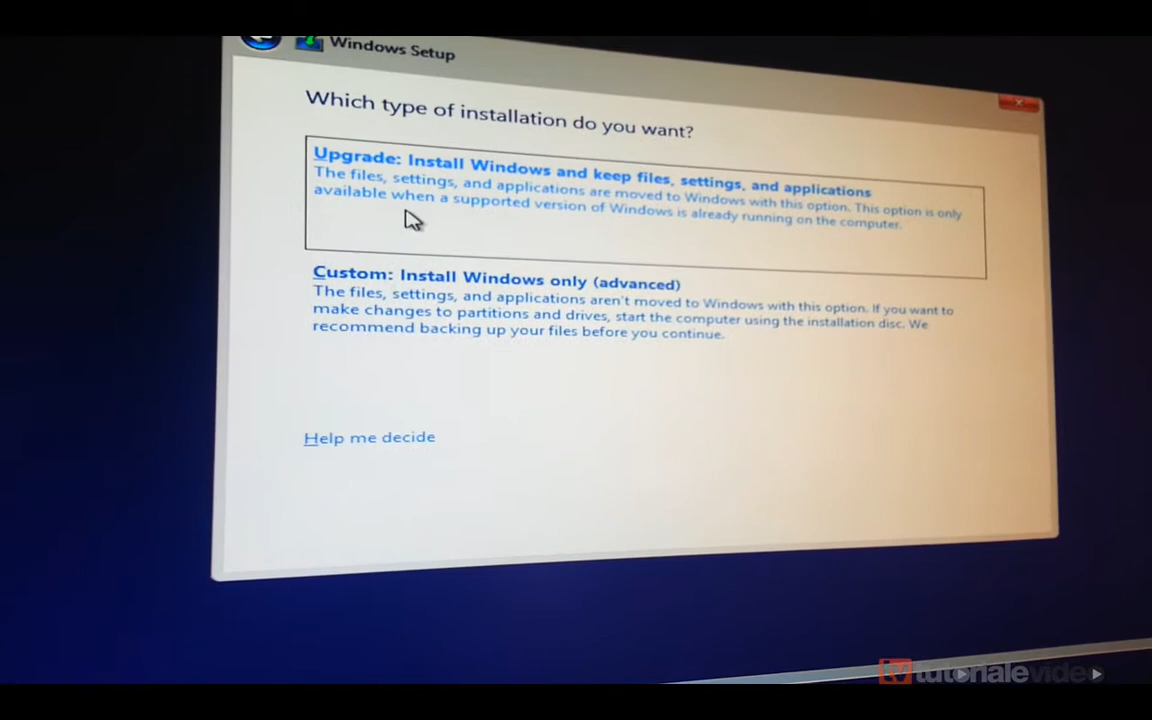 Windows Setup
Which type of installation do you want?
Upgrade: Install Windows and keep files, settings, and applications
The files, settings, and applications are moved to Windows with this option. This option is only
available when a supported version of Windows is already running on the computer.
Custom: Install Windows only (advanced)
The files, settings, and applications aren't moved to Windows with this option. If you want to
make changes to partitions and drives, start the computer using the installation disc. We
recommend backing up your files before you continue.
Help me decide
tv tutorialevideo